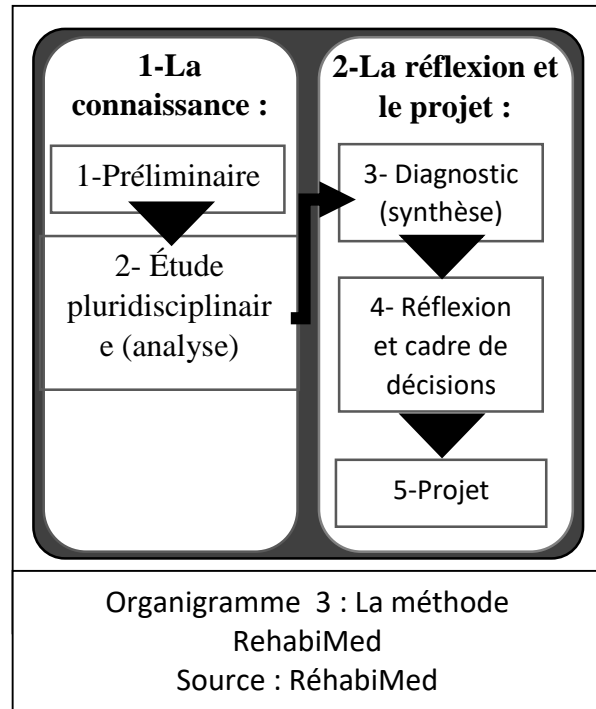 1-La
connaissance :
1-Préliminaire
2- Étude
pluridisciplinair
e (analyse)
2-La réflexion et
le projet :
3- Diagnostic
(synthèse)
4- Réflexion
et cadre de
décisions
5-Projet
Organigramme 3 : La méthode
RehabiMed
Source : RéhabiMed